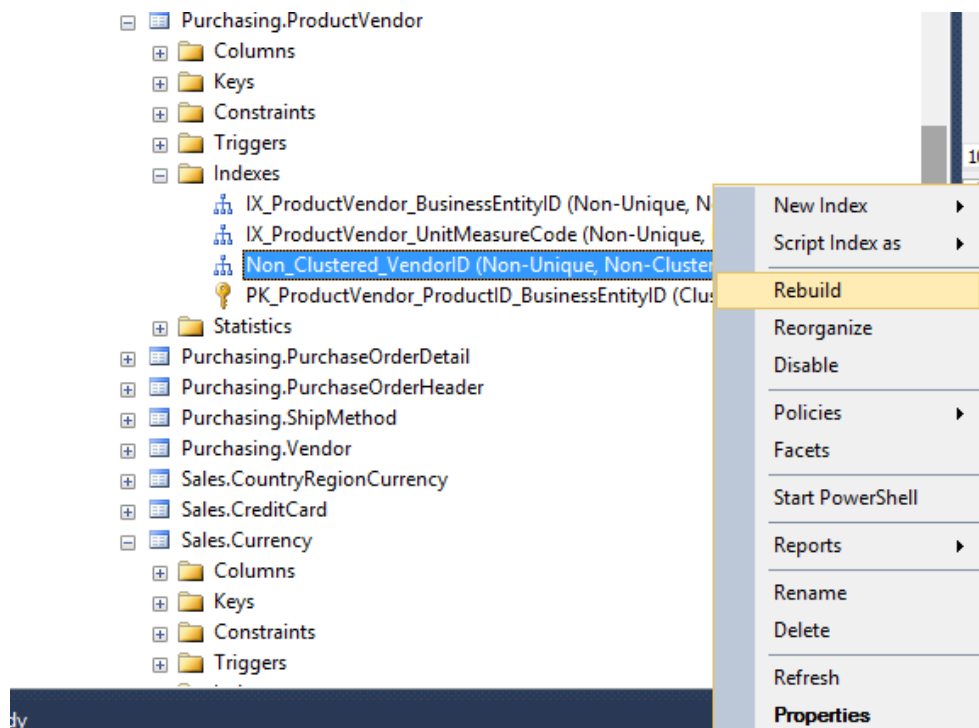 Purchasing.ProductVendor
Columns
Keys
Constraints
Triggers
Indexes
IX_ProductVendor_BusinessEntityID (Non-Unique, N
IX_ProductVendor_UnitMeasureCode (Non-Unique,
Non_Clustered_VendorID (Non-Unique, Non-Cluster
PK_ProductVendor_ProductID_BusinessEntityID (Clus
Statistics
Purchasing.PurchaseOrderDetail
Purchasing.PurchaseOrderHeader
Purchasing.ShipMethod
Purchasing.Vendor
Sales.CountryRegionCurrency
Sales.CreditCard
Sales.Currency
Columns
Keys
Constraints
Triggers
New Index
Script Index as
Rebuild
Reorganize
Disable
Policies
Facets
Start PowerShell
Reports
Rename
Delete
Refresh
Properties